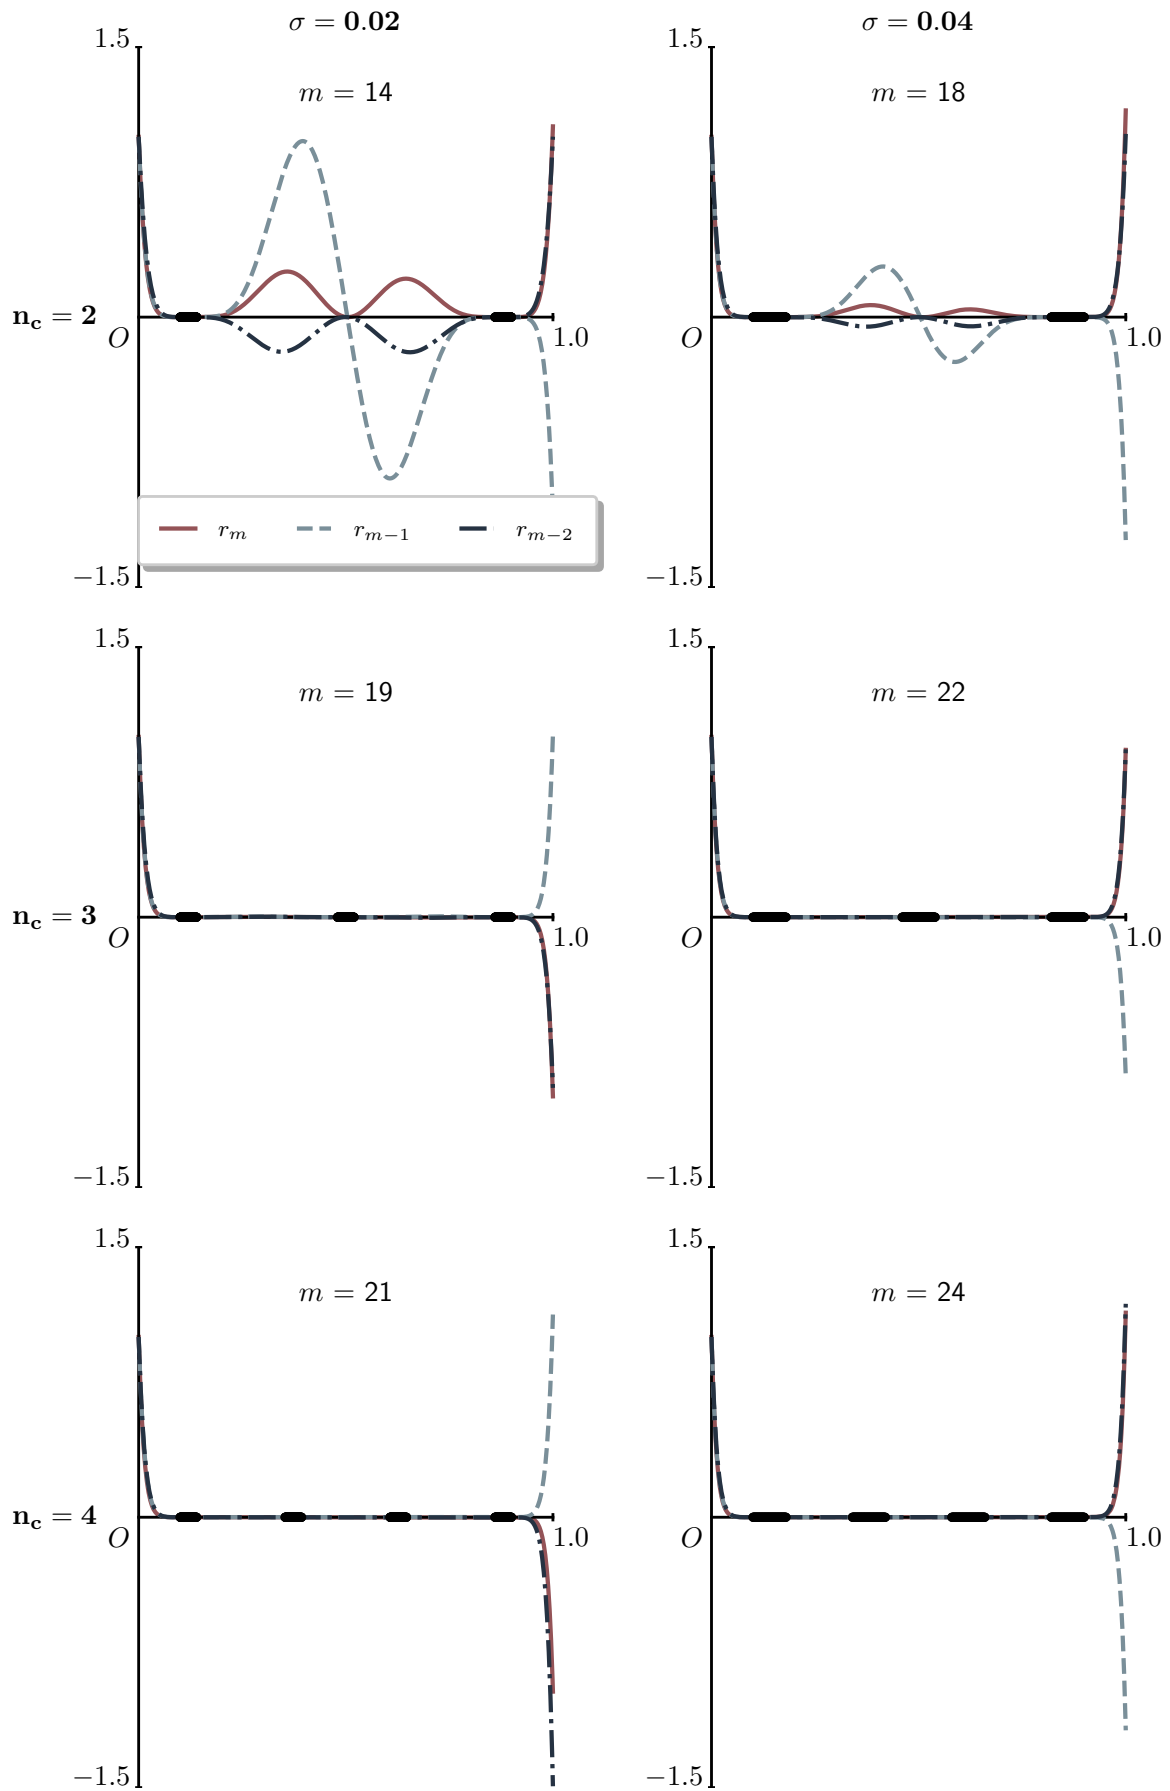 σ = 0.02
σ = 0.04
1.5
m = 14
n_c = 2
O
1.0
−1.5
r_m
r_{m−1}
r_{m−2}
1.5
m = 18
O
1.0
−1.5
1.5
m = 19
n_c = 3
O
1.0
−1.5
1.5
m = 22
O
1.0
−1.5
1.5
m = 21
n_c = 4
O
1.0
−1.5
1.5
m = 24
O
1.0
−1.5